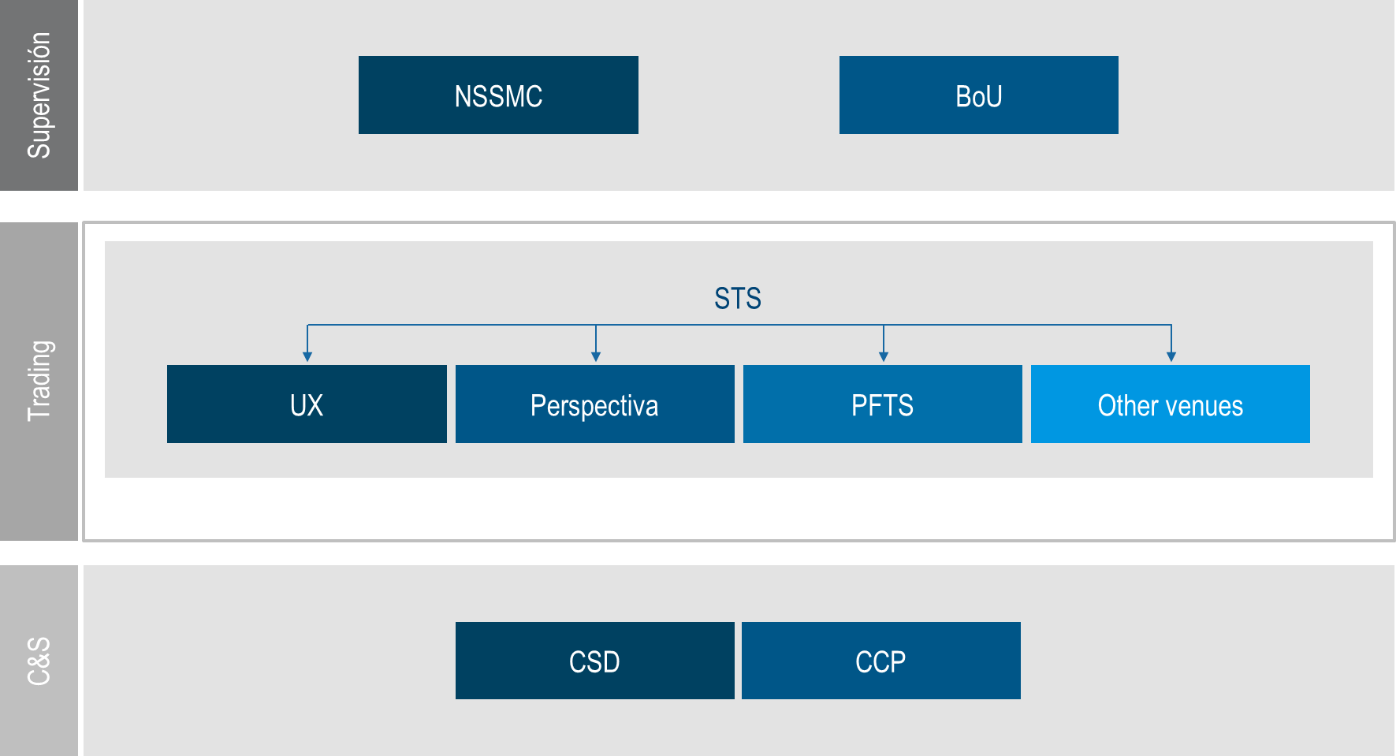 Supervisión
NSSMC
BoU
Trading
STS
UX
Perspectiva
PFTS
Other venues
C&S
CSD
CCP